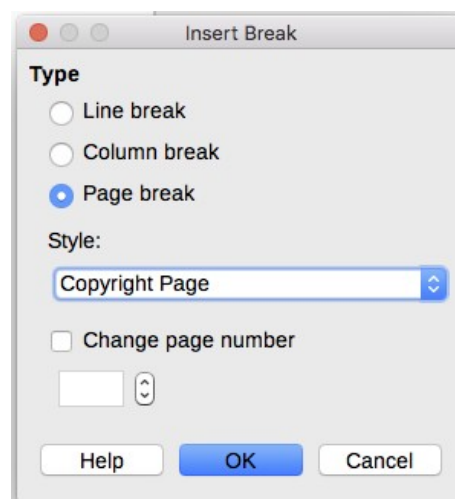 Insert Break
Type
Line break
Column break
Page break
Style:
Copyright Page
Change page number
Help OK Cancel